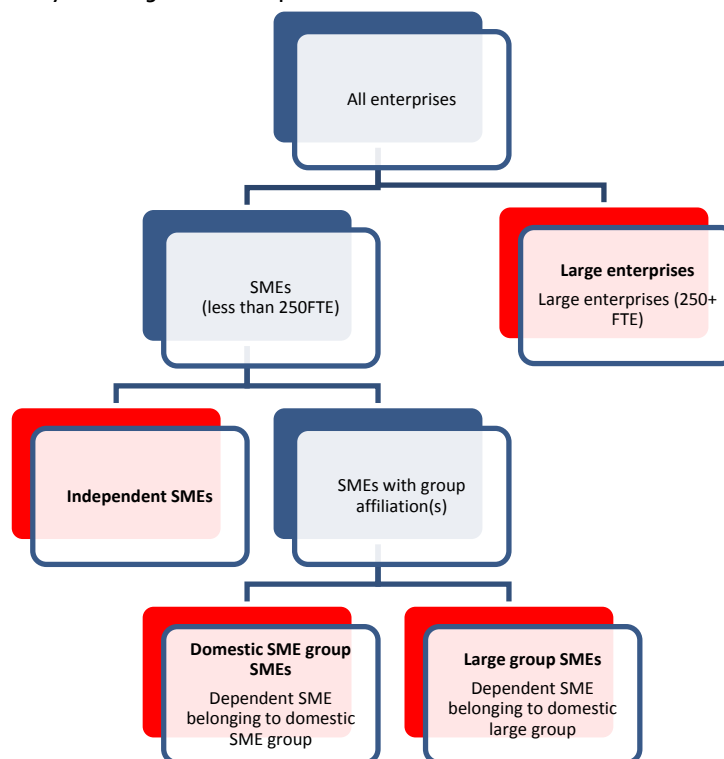 All enterprises
SMEs
(less than 250FTE)
Large enterprises
Large enterprises (250+
FTE)
Independent SMEs
SMEs with group
affiliation(s)
Domestic SME group
SMEs
Dependent SME
belonging to domestic
SME group
Large group SMEs
Dependent SME
belonging to domestic
large group